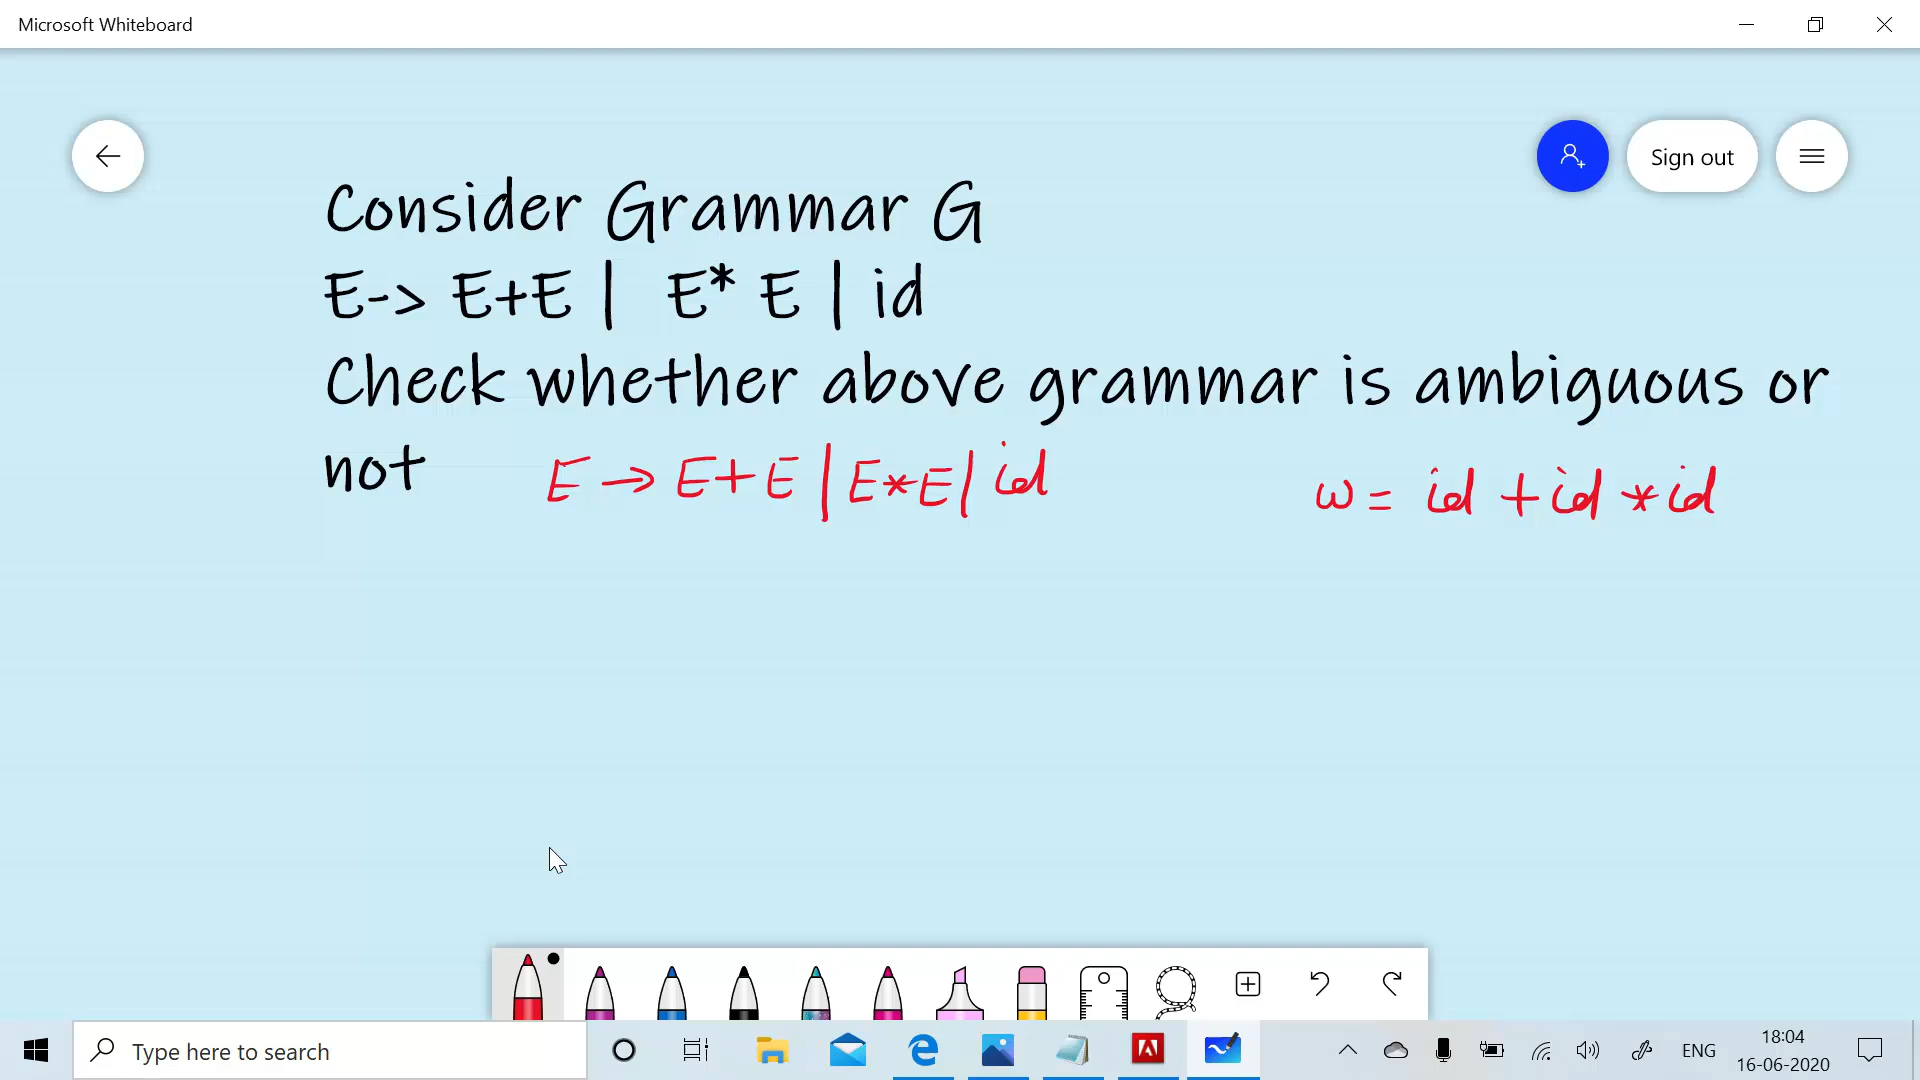 Microsoft Whiteboard
Sign out
Consider Grammar G
E-> E+E | E* E | id
Check whether above grammar is ambiguous or
not
E → E+E | E*E | id
w = id + id * id
Type here to search
ENG
18:04
16-06-2020